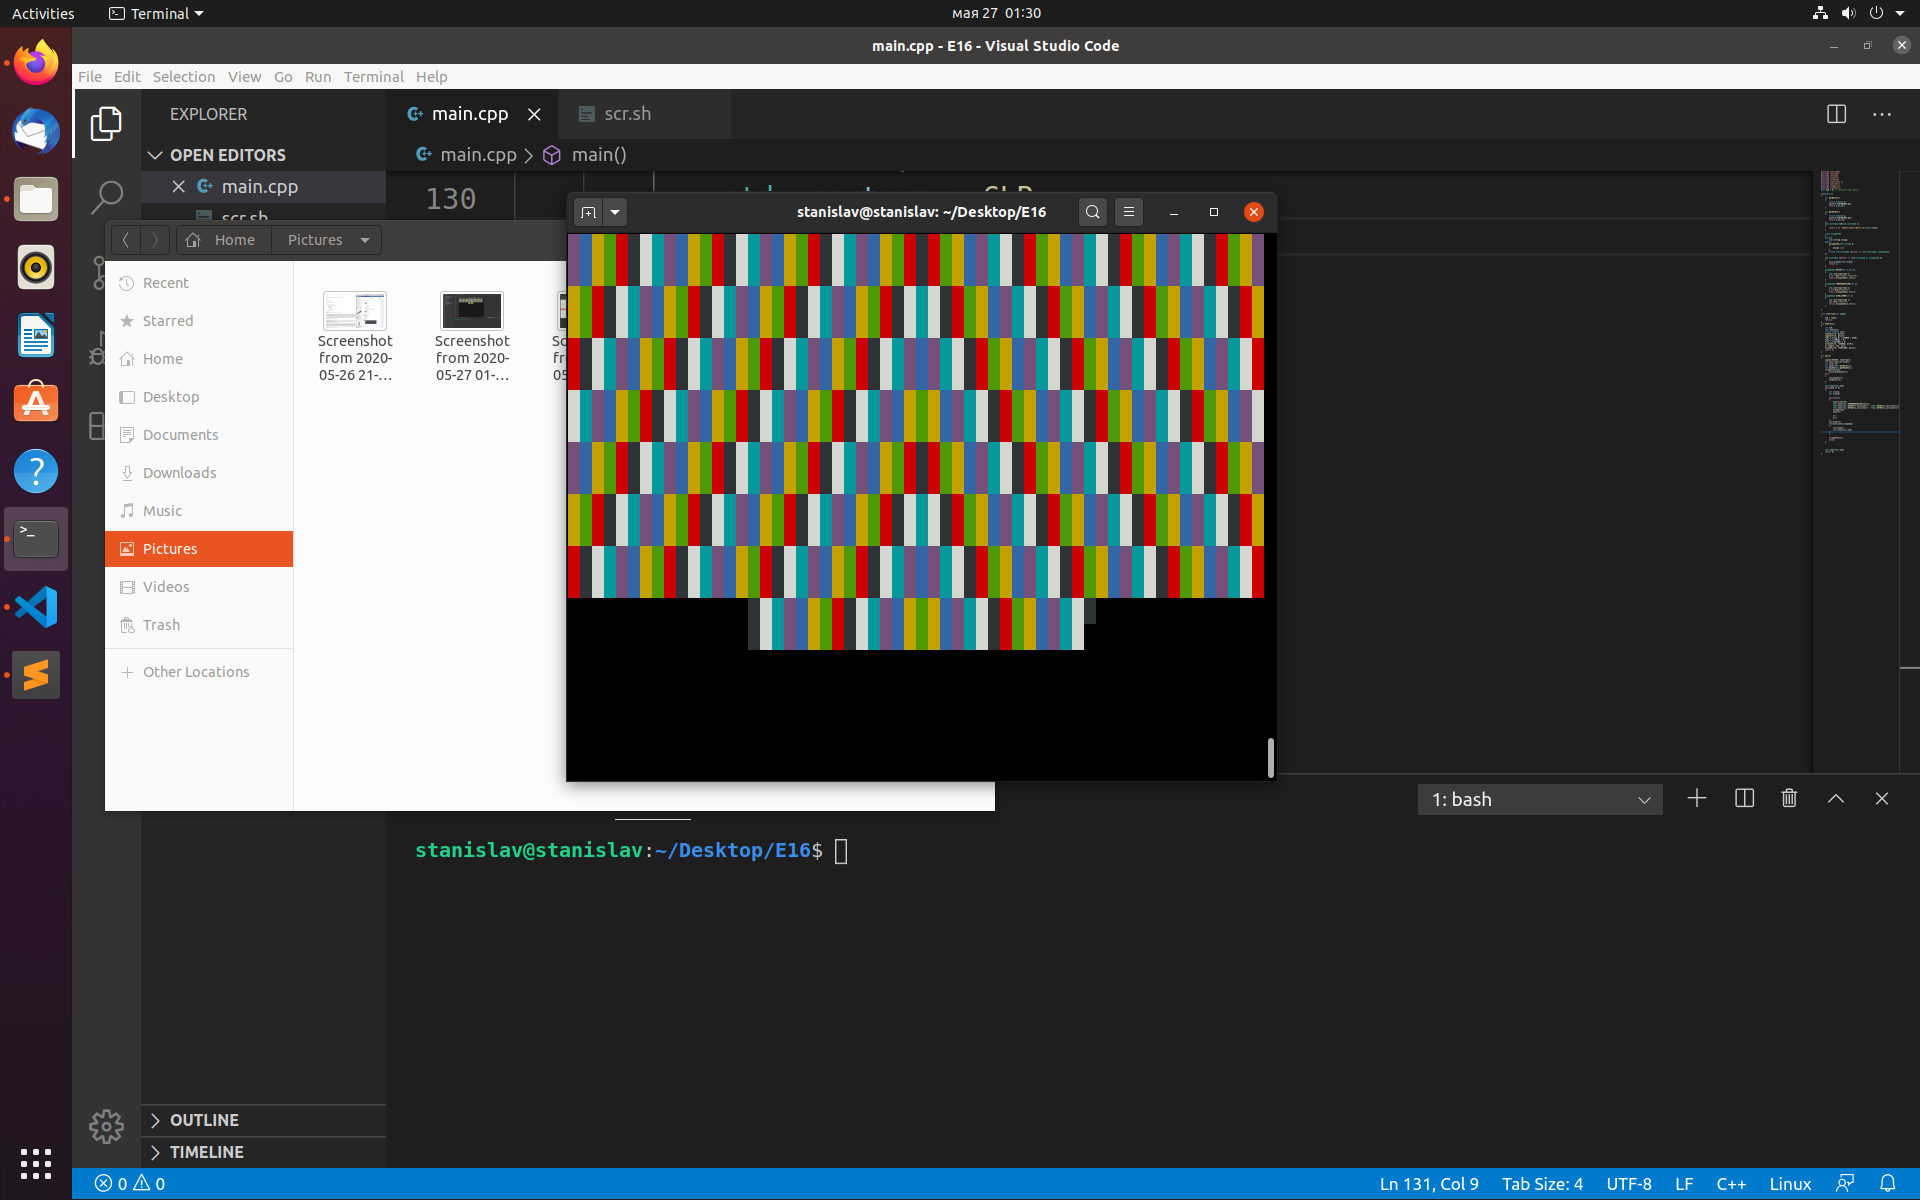 Activities
Terminal
мая 27 01:30
main.cpp - E16 - Visual Studio Code
File Edit Selection View Go Run Terminal Help
EXPLORER
main.cpp
scr.sh
OPEN EDITORS
main.cpp
main()
main.cpp
scr.sh
130
stanislav@stanislav: ~/Desktop/E16
Home
Pictures
Recent
Starred
Home
Desktop
Documents
Downloads
Music
Pictures
Videos
Trash
Other Locations
Screenshot
from 2020-
05-26 21-...
Screenshot
from 2020-
05-27 01-...
1: bash
stanislav@stanislav:~/Desktop/E16$
OUTLINE
TIMELINE
0 0
Ln 131, Col 9
Tab Size: 4
UTF-8
LF
C++
Linux